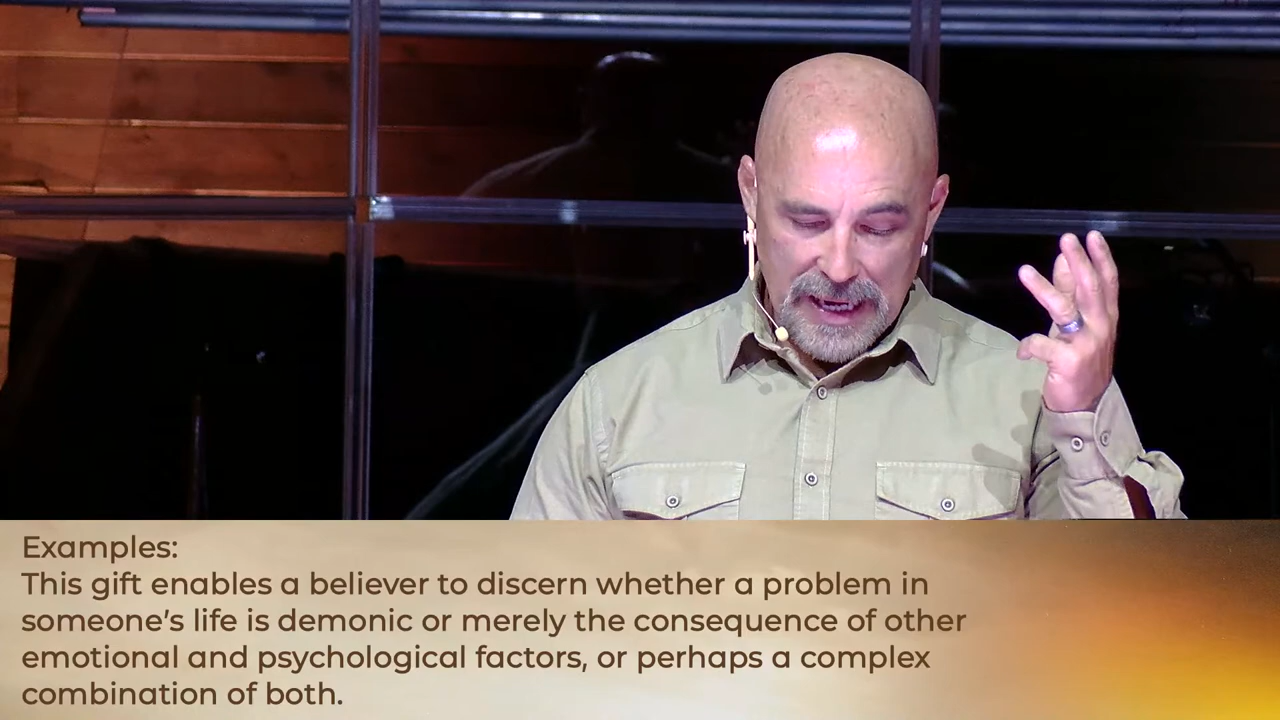 Examples:
This gift enables a believer to discern whether a problem in
someone’s life is demonic or merely the consequence of other
emotional and psychological factors, or perhaps a complex
combination of both.